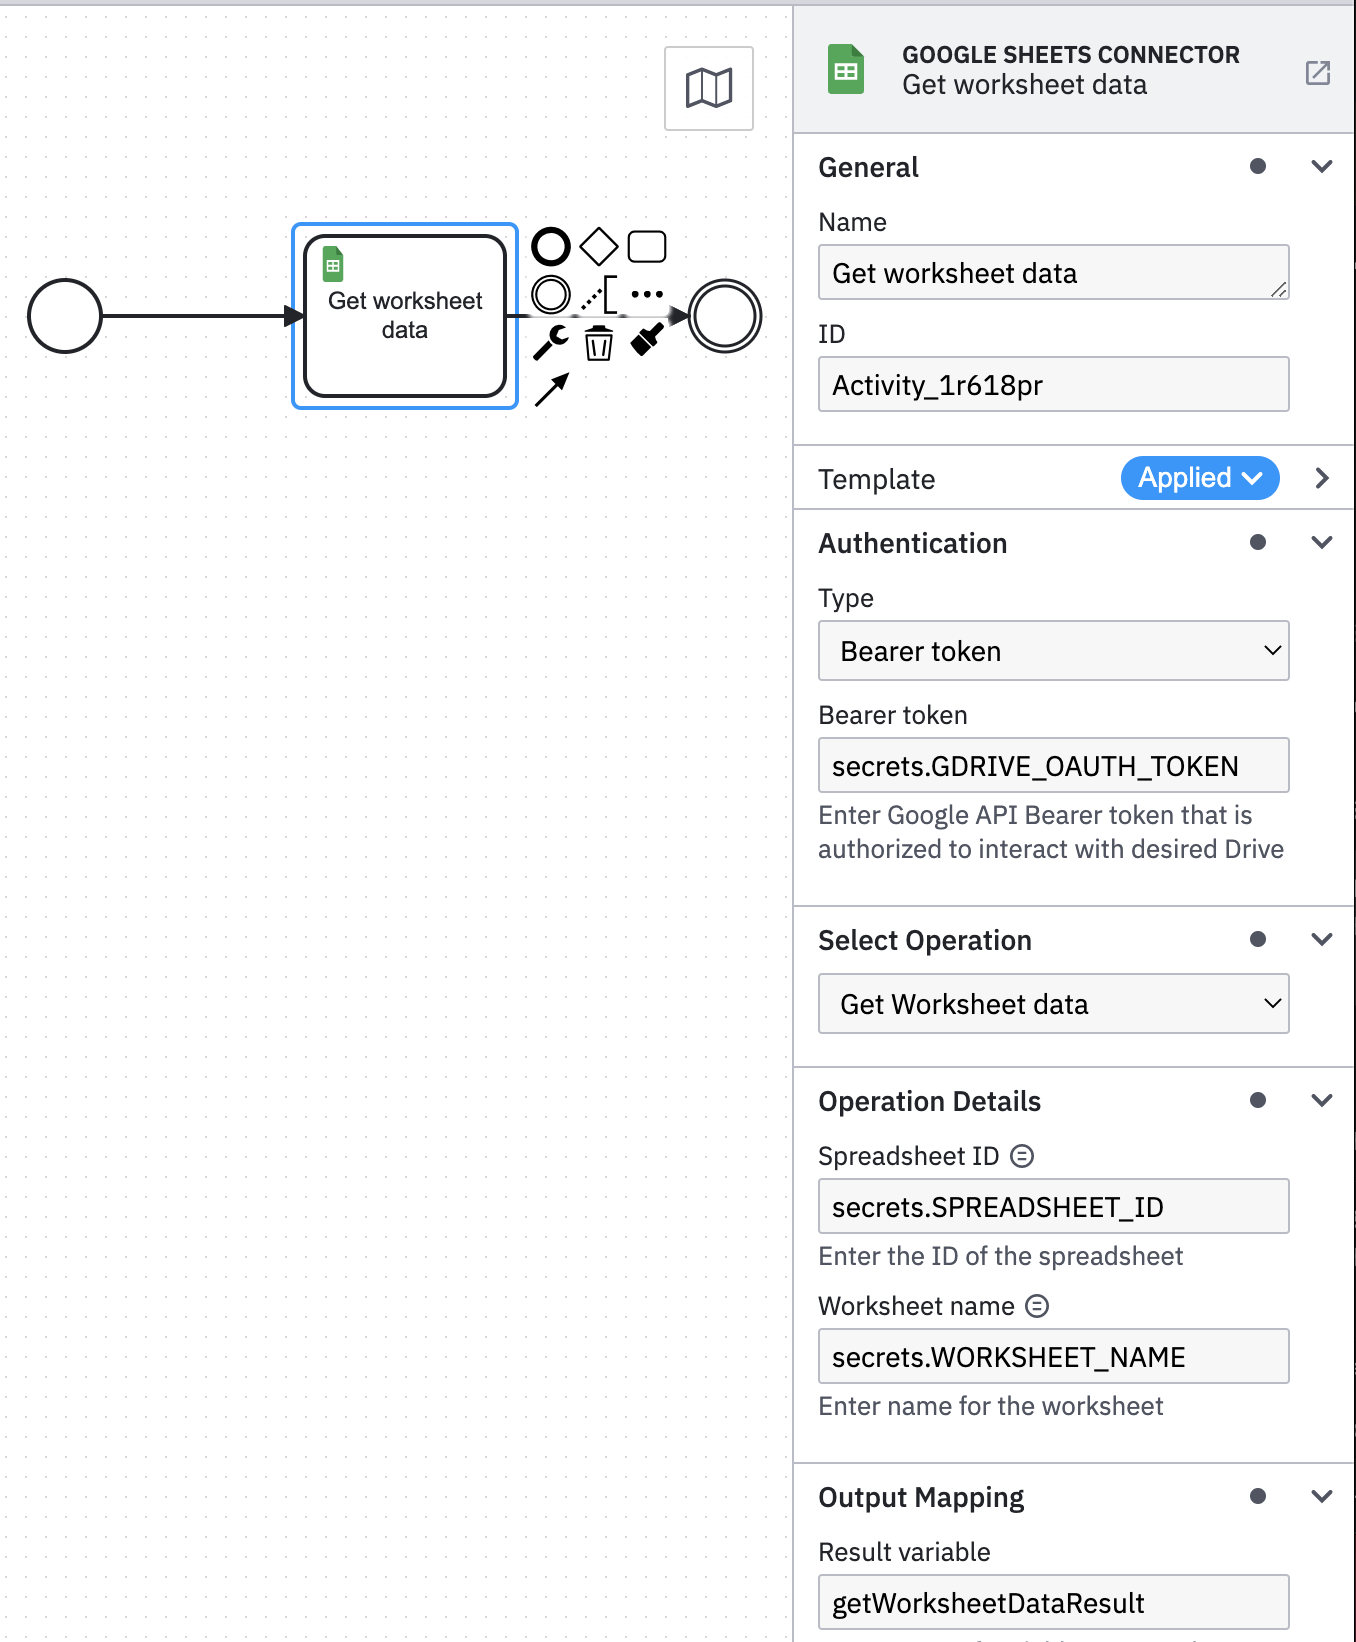 GOOGLE SHEETS CONNECTOR
Get worksheet data
Get worksheet
data
General
Name
Get worksheet data
ID
Activity_1r618pr
Template
Applied
Authentication
Type
Bearer token
Bearer token
secrets.GDRIVE_OAUTH_TOKEN
Enter Google API Bearer token that is
authorized to interact with desired Drive
Select Operation
Get Worksheet data
Operation Details
Spreadsheet ID
secrets.SPREADSHEET_ID
Enter the ID of the spreadsheet
Worksheet name
secrets.WORKSHEET_NAME
Enter name for the worksheet
Output Mapping
Result variable
getWorksheetDataResult